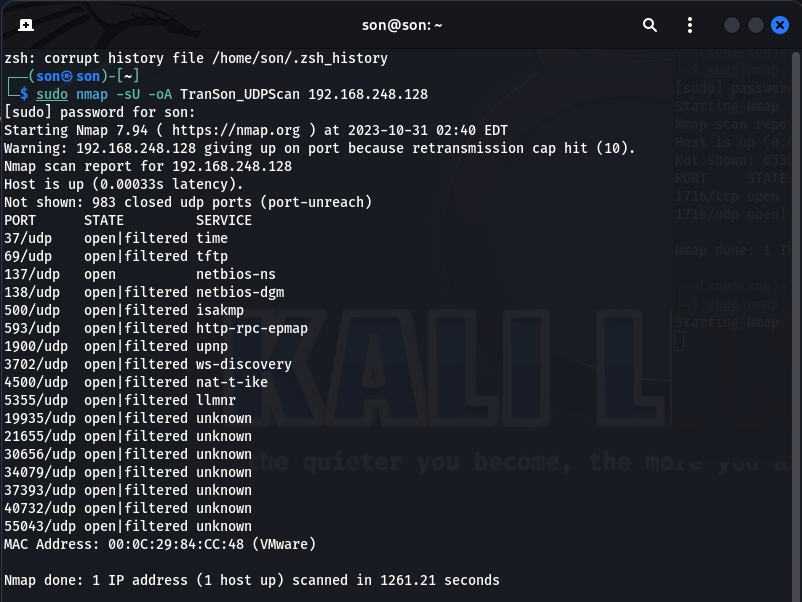 son@son: ~
zsh: corrupt history file /home/son/.zsh_history
┌──(son㉿son)-[~]
└─$ sudo nmap -sU -oA TranSon_UDPScan 192.168.248.128
[sudo] password for son:
Starting Nmap 7.94 ( https://nmap.org ) at 2023-10-31 02:40 EDT
Warning: 192.168.248.128 giving up on port because retransmission cap hit (10).
Nmap scan report for 192.168.248.128
Host is up (0.00033s latency).
Not shown: 983 closed udp ports (port-unreach)
PORT      STATE         SERVICE
37/udp    open|filtered time
69/udp    open|filtered tftp
137/udp   open          netbios-ns
138/udp   open|filtered netbios-dgm
500/udp   open|filtered isakmp
593/udp   open|filtered http-rpc-epmap
1900/udp  open|filtered upnp
3702/udp  open|filtered ws-discovery
4500/udp  open|filtered nat-t-ike
5355/udp  open|filtered llmnr
19935/udp open|filtered unknown
21655/udp open|filtered unknown
30656/udp open|filtered unknown
34079/udp open|filtered unknown
37393/udp open|filtered unknown
40732/udp open|filtered unknown
55043/udp open|filtered unknown
MAC Address: 00:0C:29:84:CC:48 (VMware)
Nmap done: 1 IP address (1 host up) scanned in 1261.21 seconds
KALI LIN
the quieter you become, the more you a
sudo nmap
[sudo] password
Starting Nmap
Nmap scan repo
Host is up (0.0
Not shown: 655
PORT     STATE
1716/tcp open
1716/udp open|
Nmap done: 1 I
(son㉿son)-
sudo nmap
Starting Nmap